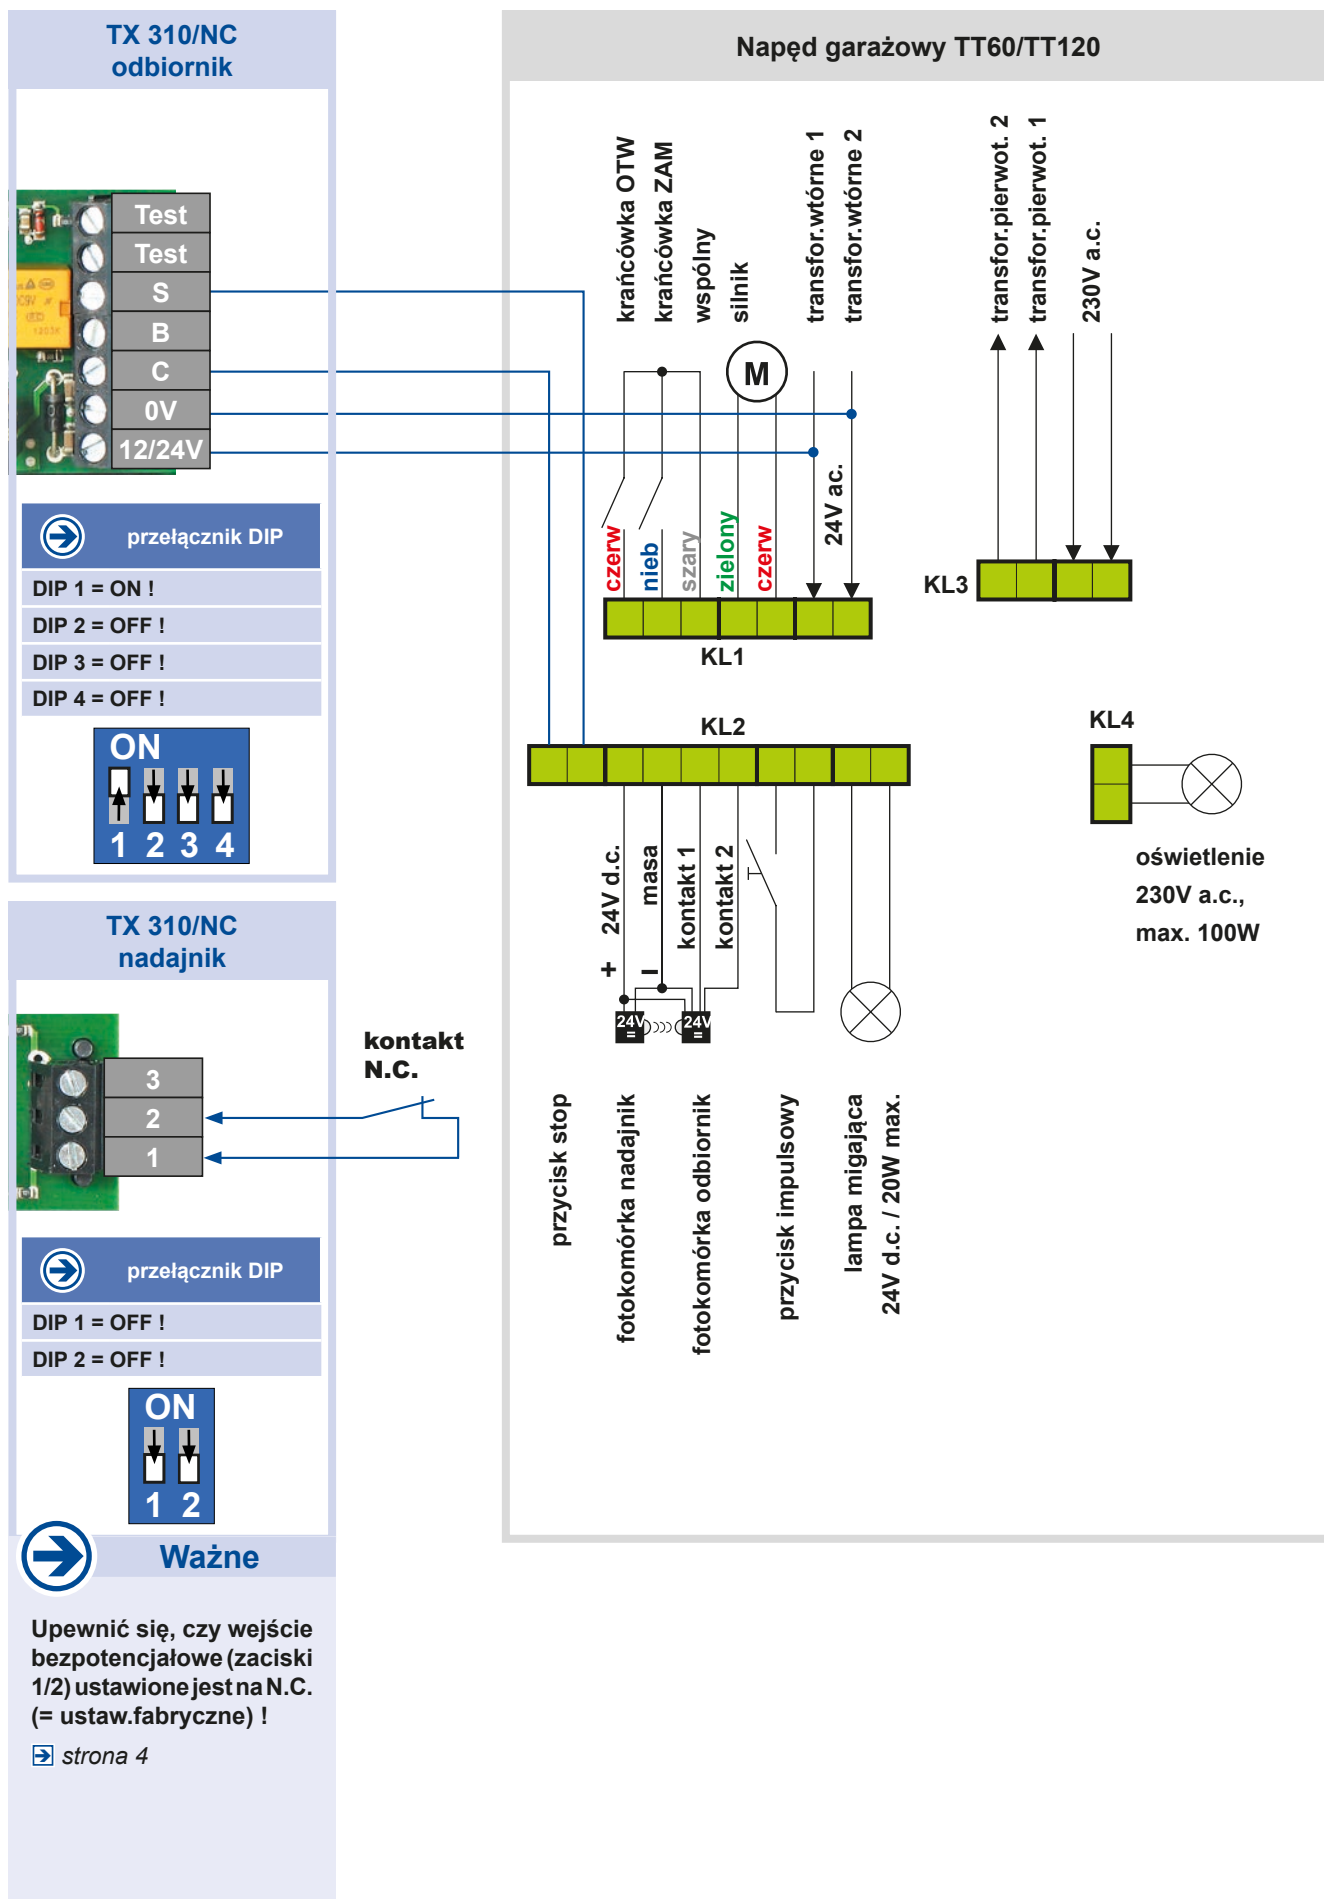 TX 310/NC
odbiornik
Napęd garażowy TT60/TT120
Test
Test
S
B
C
0V
12/24V
krańcówka OTW
krańcówka ZAM
wspólny
silnik
transfor.wtórne 1
transfor.wtórne 2
transfor.pierwot. 2
transfor.pierwot. 1
230V a.c.
M
24V ac.
czerw
nieb
szary
zielony
czerw
KL1
KL3
przełącznik DIP
DIP 1 = ON !
DIP 2 = OFF !
DIP 3 = OFF !
DIP 4 = OFF !
ON
1 2 3 4
KL2
KL4
oświetlenie
230V a.c.,
max. 100W
+ 24V d.c.
– masa
kontakt 1
kontakt 2
24V
=
24V
=
przycisk stop
fotokomórka nadajnik
fotokomórka odbiornik
przycisk impulsowy
lampa migająca
24V d.c. / 20W max.
TX 310/NC
nadajnik
3
2
1
kontakt
N.C.
przełącznik DIP
DIP 1 = OFF !
DIP 2 = OFF !
ON
1 2
Ważne
Upewnić się, czy wejście
bezpotencjałowe (zaciski
1/2) ustawione jest na N.C.
(= ustaw.fabryczne) !
strona 4